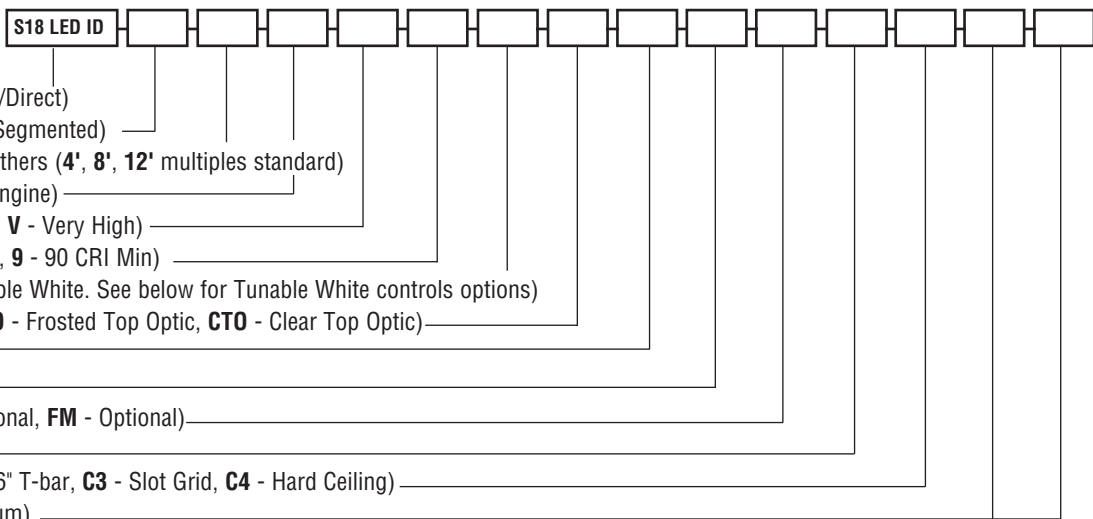 S18 LED ID
/Direct)
Segmented)
thers (4', 8', 12' multiples standard)
ngine)
V - Very High)
, 9 - 90 CRI Min)
ble White. See below for Tunable White controls options)
- Frosted Top Optic, CTO - Clear Top Optic)
onal, FM - Optional)
6" T-bar, C3 - Slot Grid, C4 - Hard Ceiling)
um)